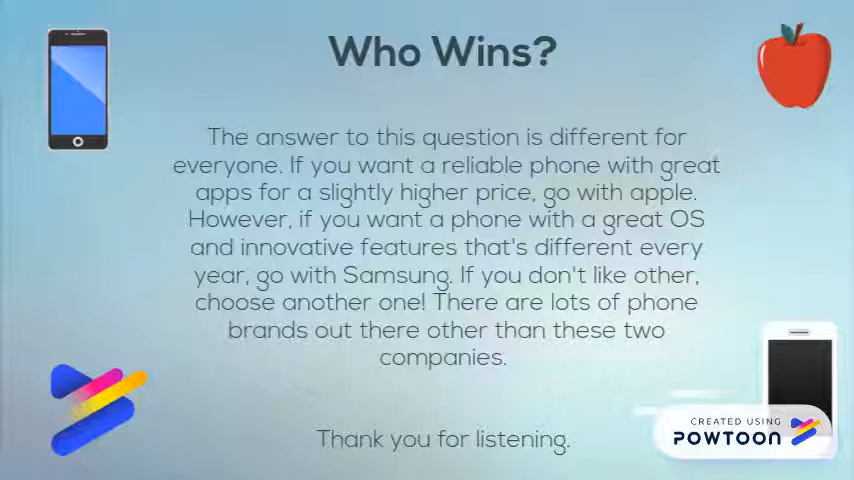 Who Wins?
The answer to this question is different for
everyone. If you want a reliable phone with great
apps for a slightly higher price, go with apple.
However, if you want a phone with a great OS
and innovative features that's different every
year, go with Samsung. If you don't like other,
choose another one! There are lots of phone
brands out there other than these two
companies.
Thank you for listening.
CREATED USING
POWTOON